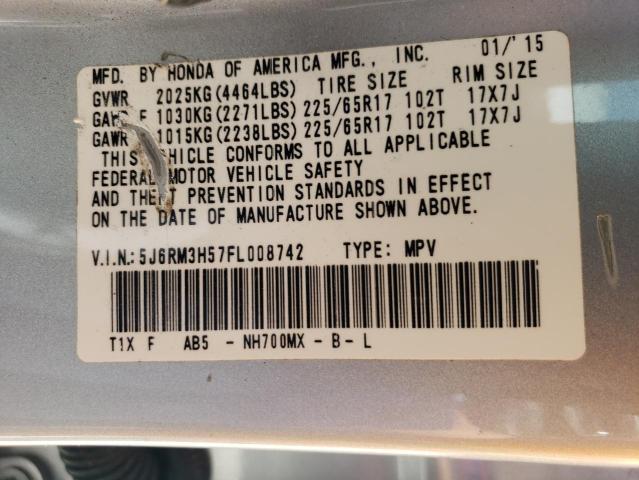 MFD. BY HONDA OF AMERICA MFG., INC. 01/'15
GVWR 2025KG(4464LBS) TIRE SIZE RIM SIZE
GAWR F 1030KG(2271LBS) 225/65R17 102T 17X7J
GAWR 1015KG(2238LBS) 225/65R17 102T 17X7J
THIS VEHICLE CONFORMS TO ALL APPLICABLE
FEDERAL MOTOR VEHICLE SAFETY
AND THEFT PREVENTION STANDARDS IN EFFECT
ON THE DATE OF MANUFACTURE SHOWN ABOVE.
V.I.N.: 5J6RM3H57FL008742 TYPE: MPV
T1X F AB5 - NH700MX - B - L